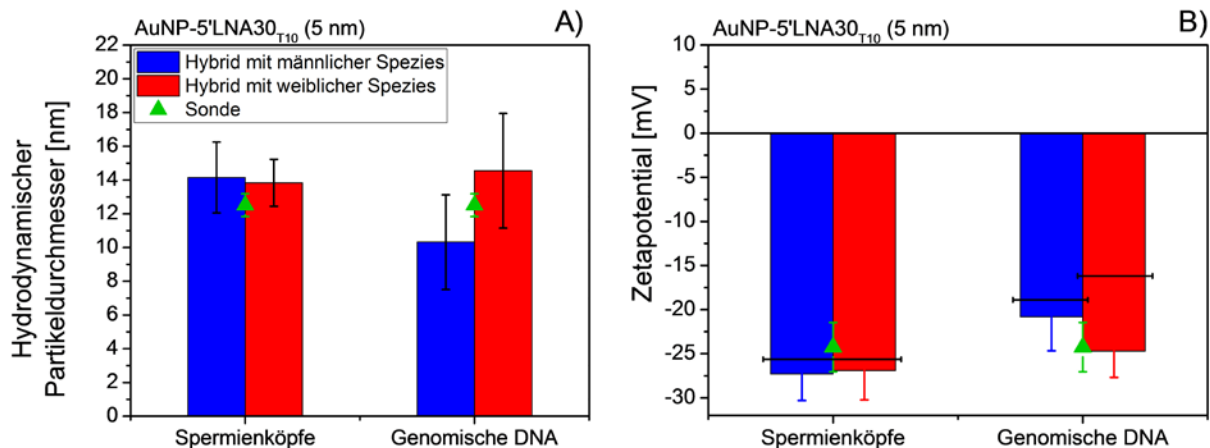 AuNP-5'LNA30T10 (5 nm)
A)
Hydrodynamischer
Partikeldurchmesser [nm]
22
20
18
16
14
12
10
8
6
4
2
0
Hybrid mit männlicher Spezies
Hybrid mit weiblicher Spezies
Sonde
Spermienköpfe
Genomische DNA
AuNP-5'LNA30T10 (5 nm)
B)
Zetapotential [mV]
10
5
0
-5
-10
-15
-20
-25
-30
Spermienköpfe
Genomische DNA